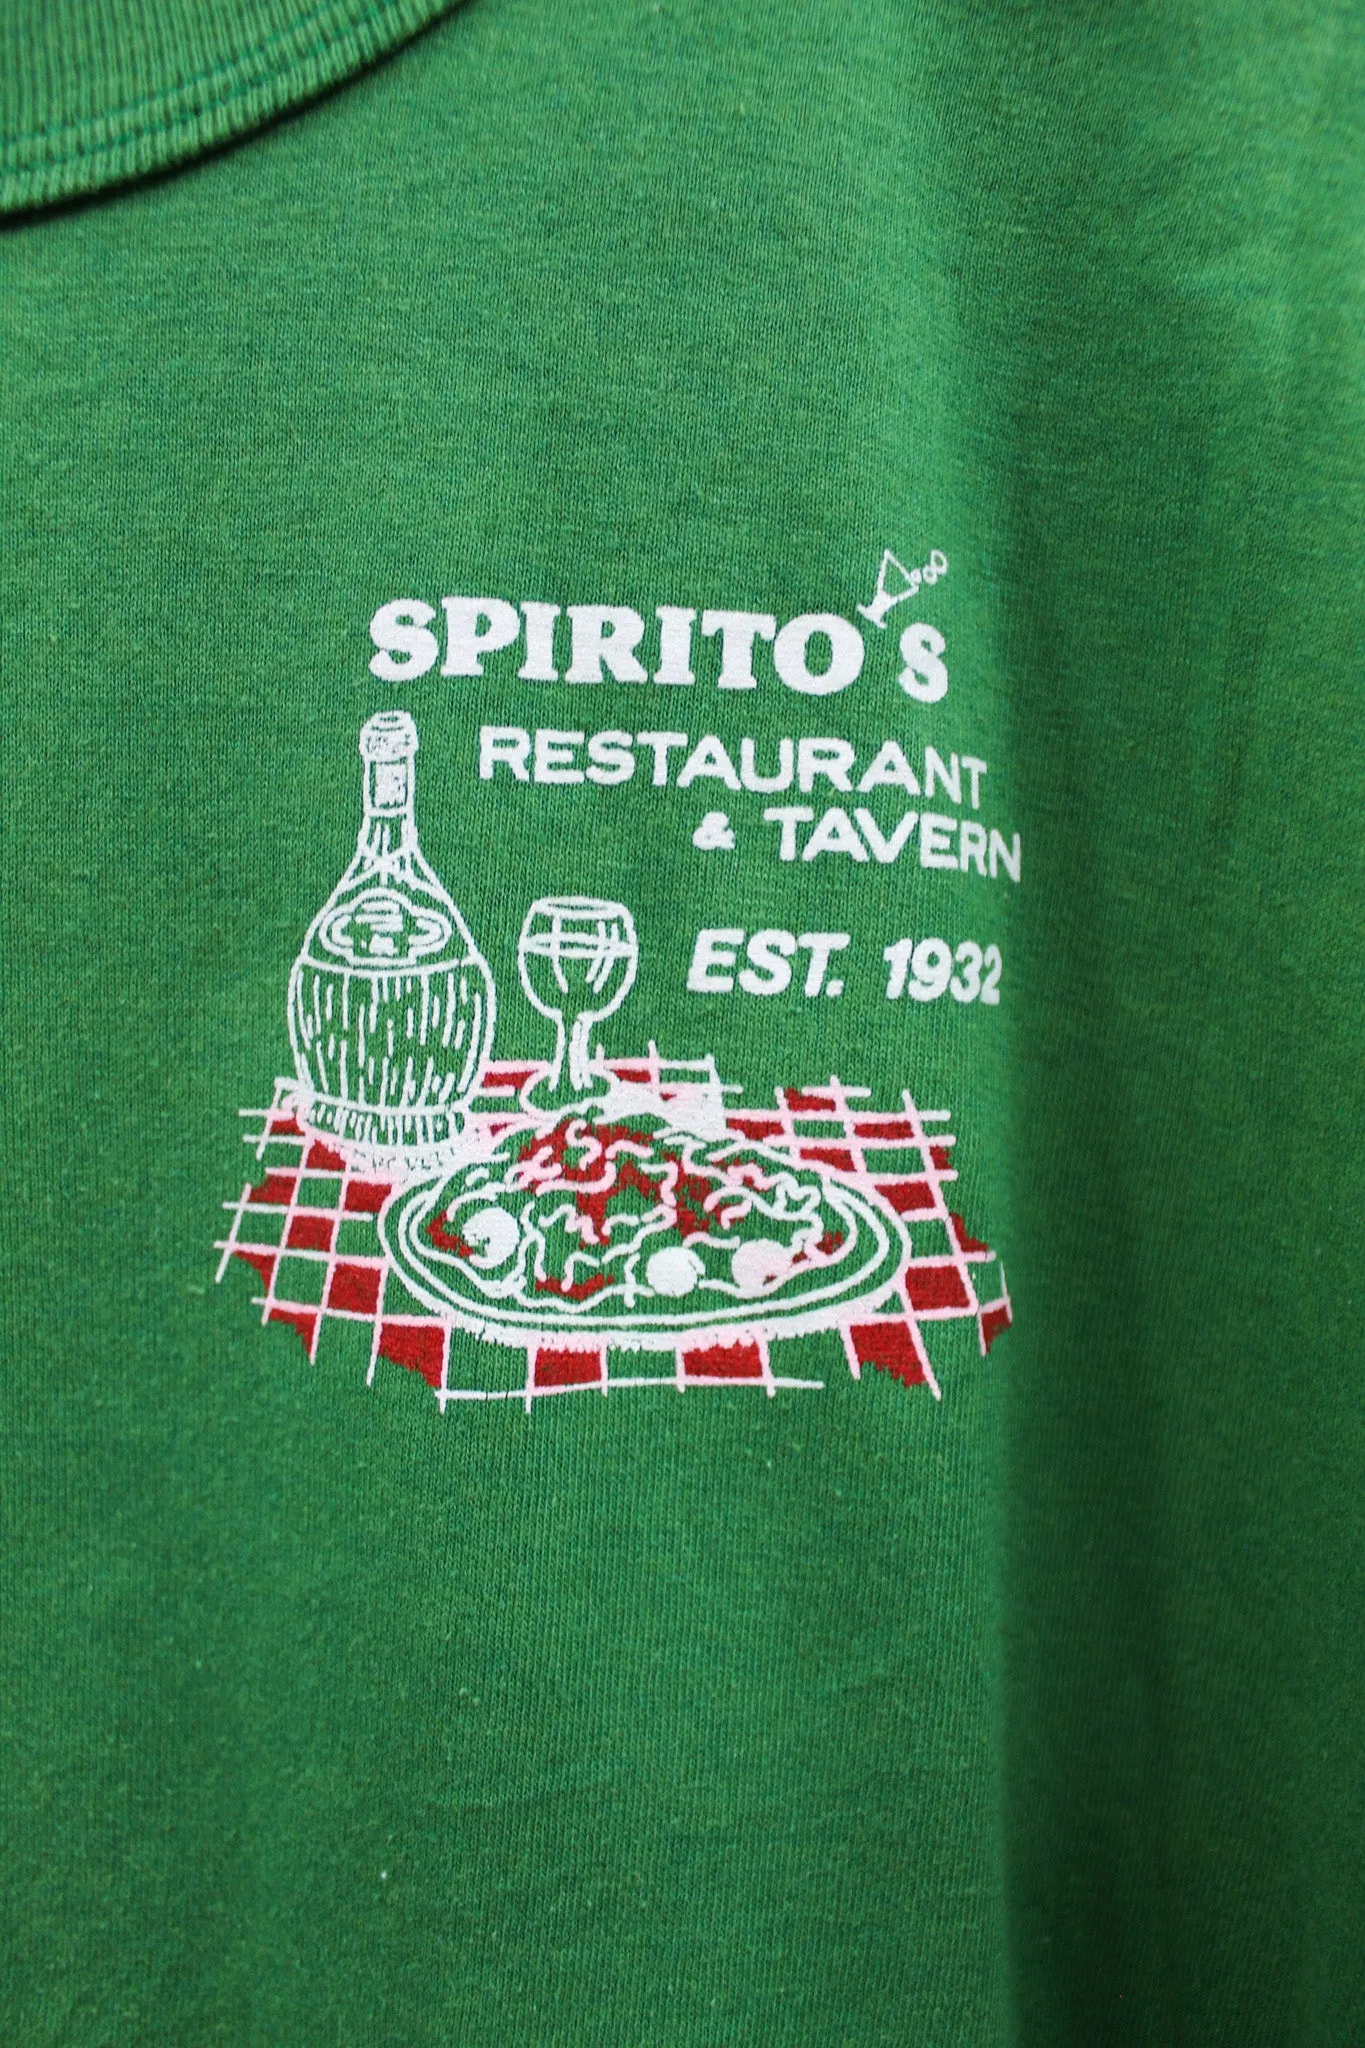 SPIRITO'S
RESTAURANT
& TAVERN
EST. 1932